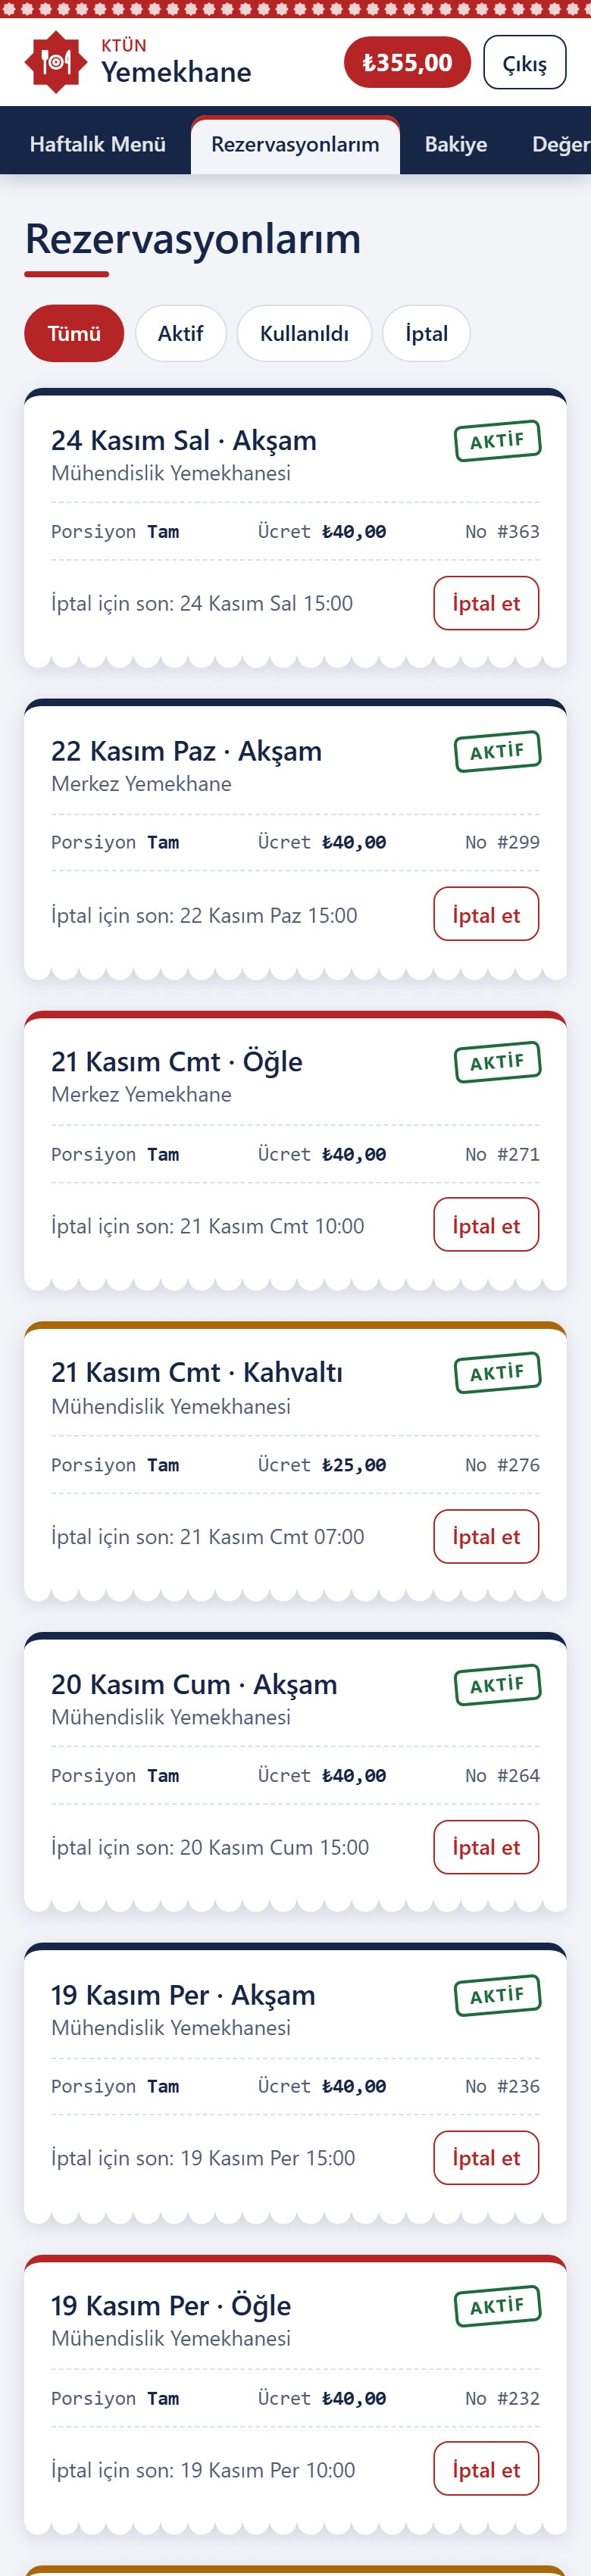 KTÜN
Yemekhane
₺355,00
Çıkış
Haftalık Menü Rezervasyonlarım Bakiye Değer
Rezervasyonlarım
Tümü Aktif Kullanıldı İptal
24 Kasım Sal · Akşam
AKTİF
Mühendislik Yemekhanesi
Porsiyon Tam Ücret ₺40,00 No #363
İptal için son: 24 Kasım Sal 15:00 İptal et
22 Kasım Paz · Akşam
AKTİF
Merkez Yemekhane
Porsiyon Tam Ücret ₺40,00 No #299
İptal için son: 22 Kasım Paz 15:00 İptal et
21 Kasım Cmt · Öğle
AKTİF
Merkez Yemekhane
Porsiyon Tam Ücret ₺40,00 No #271
İptal için son: 21 Kasım Cmt 10:00 İptal et
21 Kasım Cmt · Kahvaltı
AKTİF
Mühendislik Yemekhanesi
Porsiyon Tam Ücret ₺25,00 No #276
İptal için son: 21 Kasım Cmt 07:00 İptal et
20 Kasım Cum · Akşam
AKTİF
Mühendislik Yemekhanesi
Porsiyon Tam Ücret ₺40,00 No #264
İptal için son: 20 Kasım Cum 15:00 İptal et
19 Kasım Per · Akşam
AKTİF
Mühendislik Yemekhanesi
Porsiyon Tam Ücret ₺40,00 No #236
İptal için son: 19 Kasım Per 15:00 İptal et
19 Kasım Per · Öğle
AKTİF
Mühendislik Yemekhanesi
Porsiyon Tam Ücret ₺40,00 No #232
İptal için son: 19 Kasım Per 10:00 İptal et